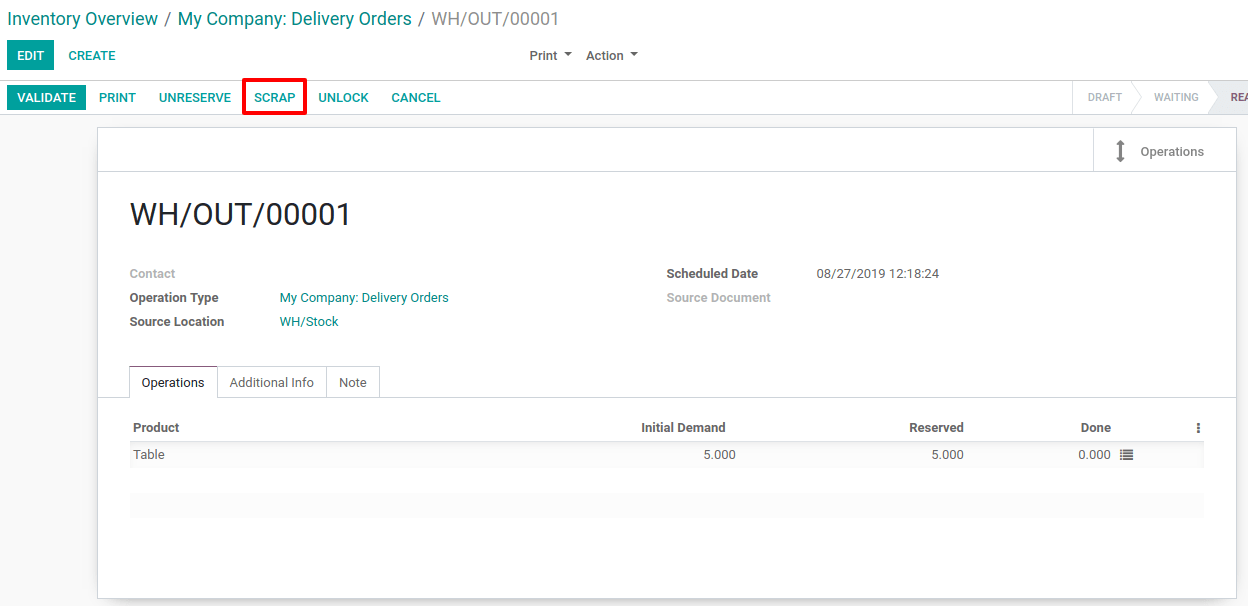 Inventory Overview / My Company: Delivery Orders / WH/OUT/00001
EDIT CREATE Print Action
VALIDATE PRINT UNRESERVE SCRAP UNLOCK CANCEL DRAFT WAITING REA
Operations
WH/OUT/00001
Contact Scheduled Date 08/27/2019 12:18:24
Operation Type My Company: Delivery Orders Source Document
Source Location WH/Stock
Operations Additional Info Note
Product Initial Demand Reserved Done
Table 5.000 5.000 0.000